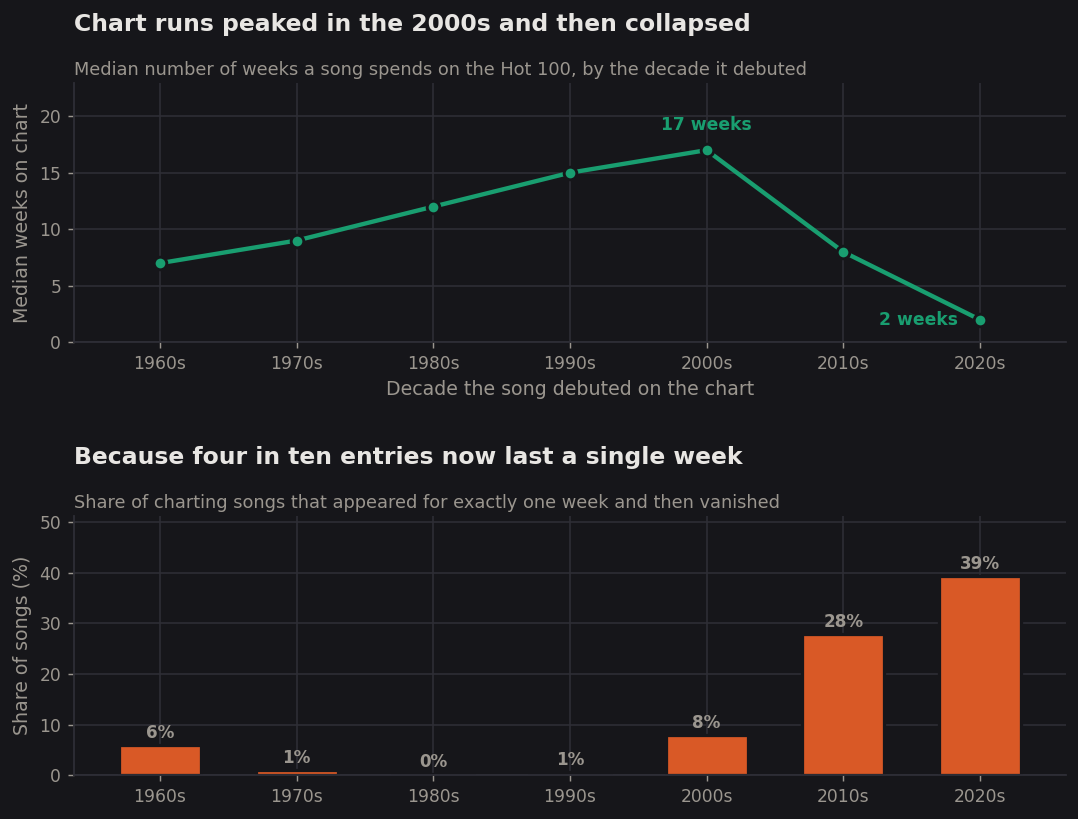 Chart runs peaked in the 2000s and then collapsed
Median number of weeks a song spends on the Hot 100, by the decade it debuted
Median weeks on chart
20
15
10
5
0
17 weeks
2 weeks
1960s 1970s 1980s 1990s 2000s 2010s 2020s
Decade the song debuted on the chart
Because four in ten entries now last a single week
Share of charting songs that appeared for exactly one week and then vanished
Share of songs (%)
50
40
30
20
10
0
6% 1% 0% 1% 8% 28% 39%
1960s 1970s 1980s 1990s 2000s 2010s 2020s